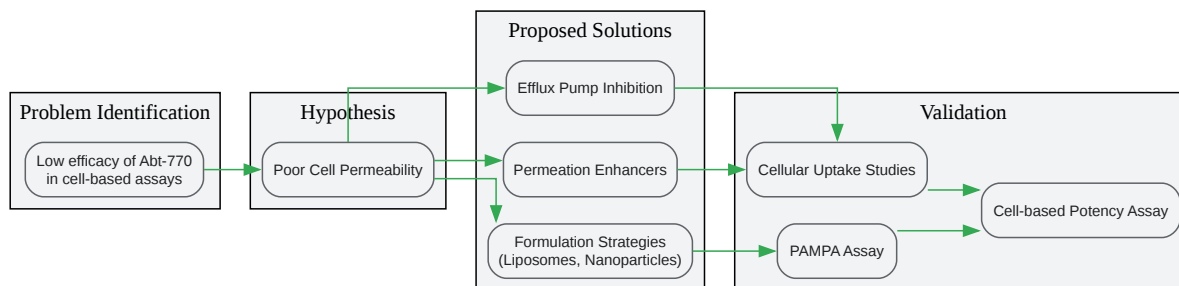 Problem Identification
Low efficacy of Abt-770
in cell-based assays
Hypothesis
Poor Cell Permeability
Proposed Solutions
Efflux Pump Inhibition
Permeation Enhancers
Formulation Strategies
(Liposomes, Nanoparticles)
Validation
Cellular Uptake Studies
PAMPA Assay
Cell-based Potency Assay